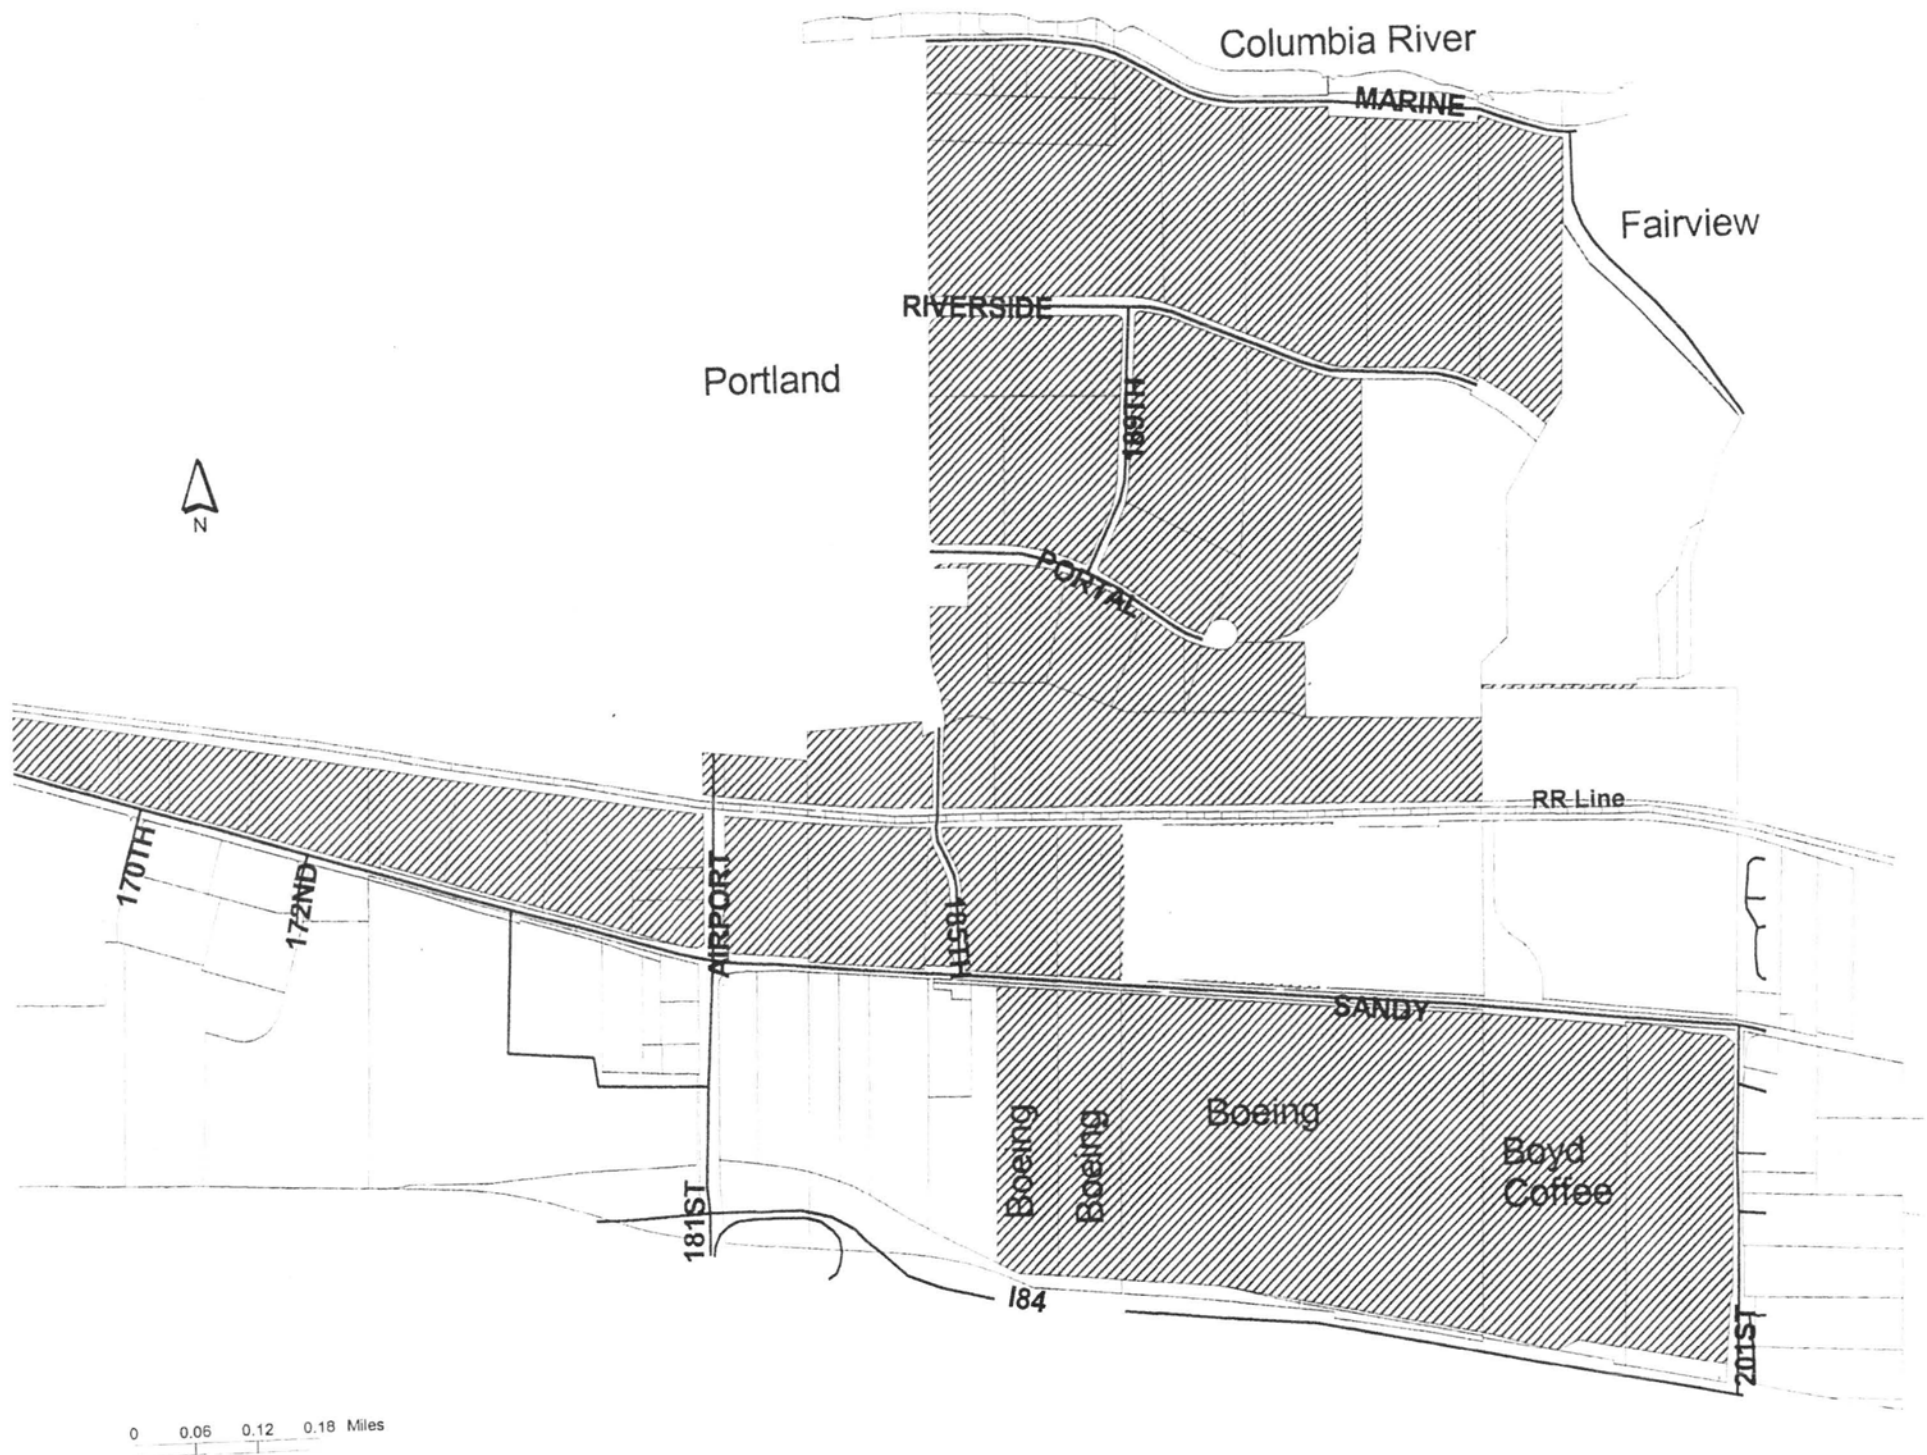 Columbia River
MARINE
Fairview
RIVERSIDE
Portland
189TH
N
PORTAL
RR Line
170TH
172ND
AIRPORT
185TH
SANDY
Boeing
Boeing
Boeing
Boyd
Coffee
181ST
I84
201ST
0 0.06 0.12 0.18 Miles